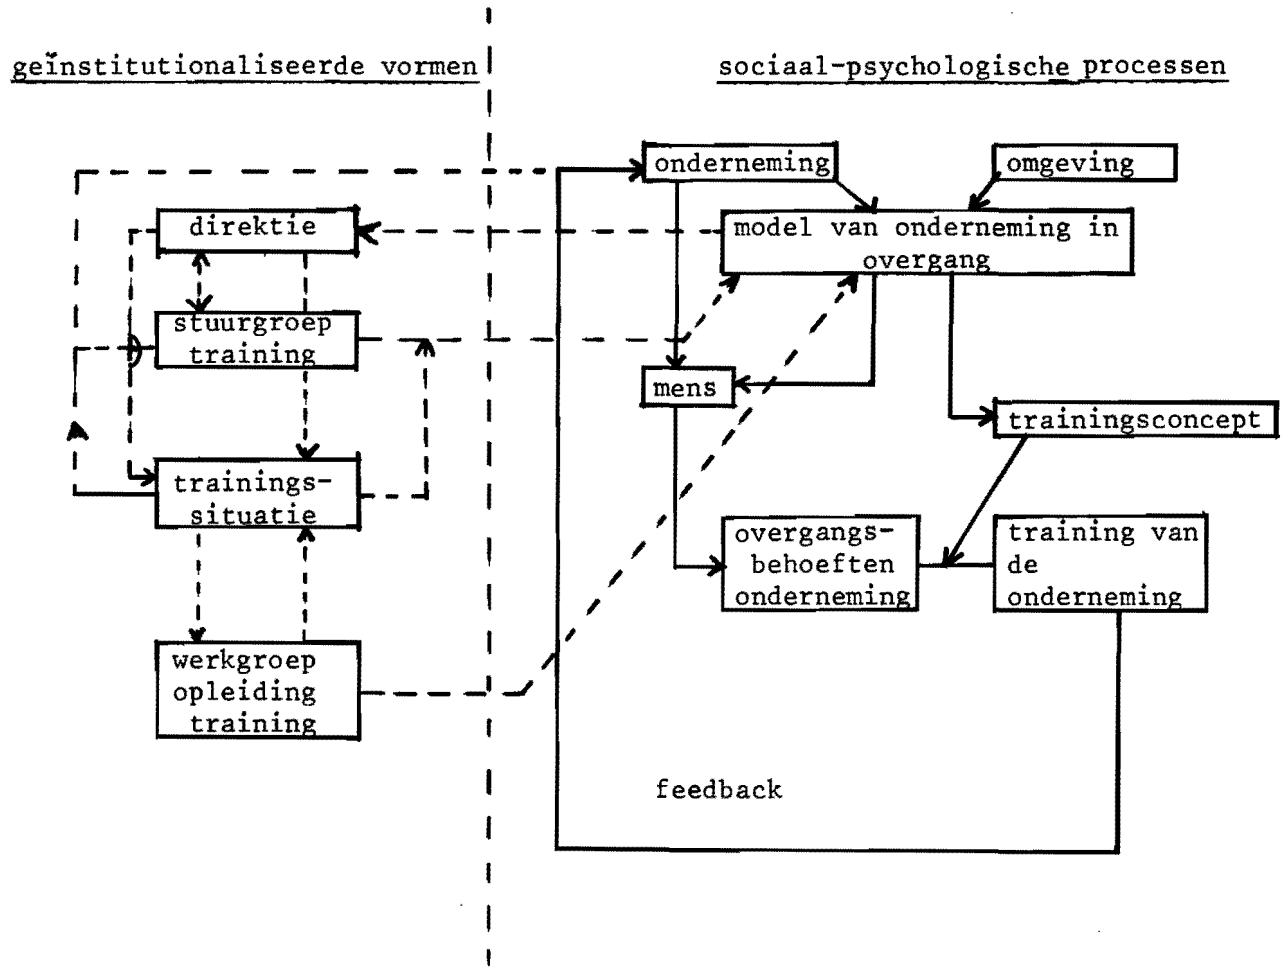 geïnstitutionaliseerde vormen
sociaal-psychologische processen
direktie
stuurgroep
training
trainings-
situatie
werkgroep
opleiding
training
onderneming
omgeving
model van onderneming in
overgang
mens
trainingsconcept
overgangs-
behoeften
onderneming
training van
de
onderneming
feedback